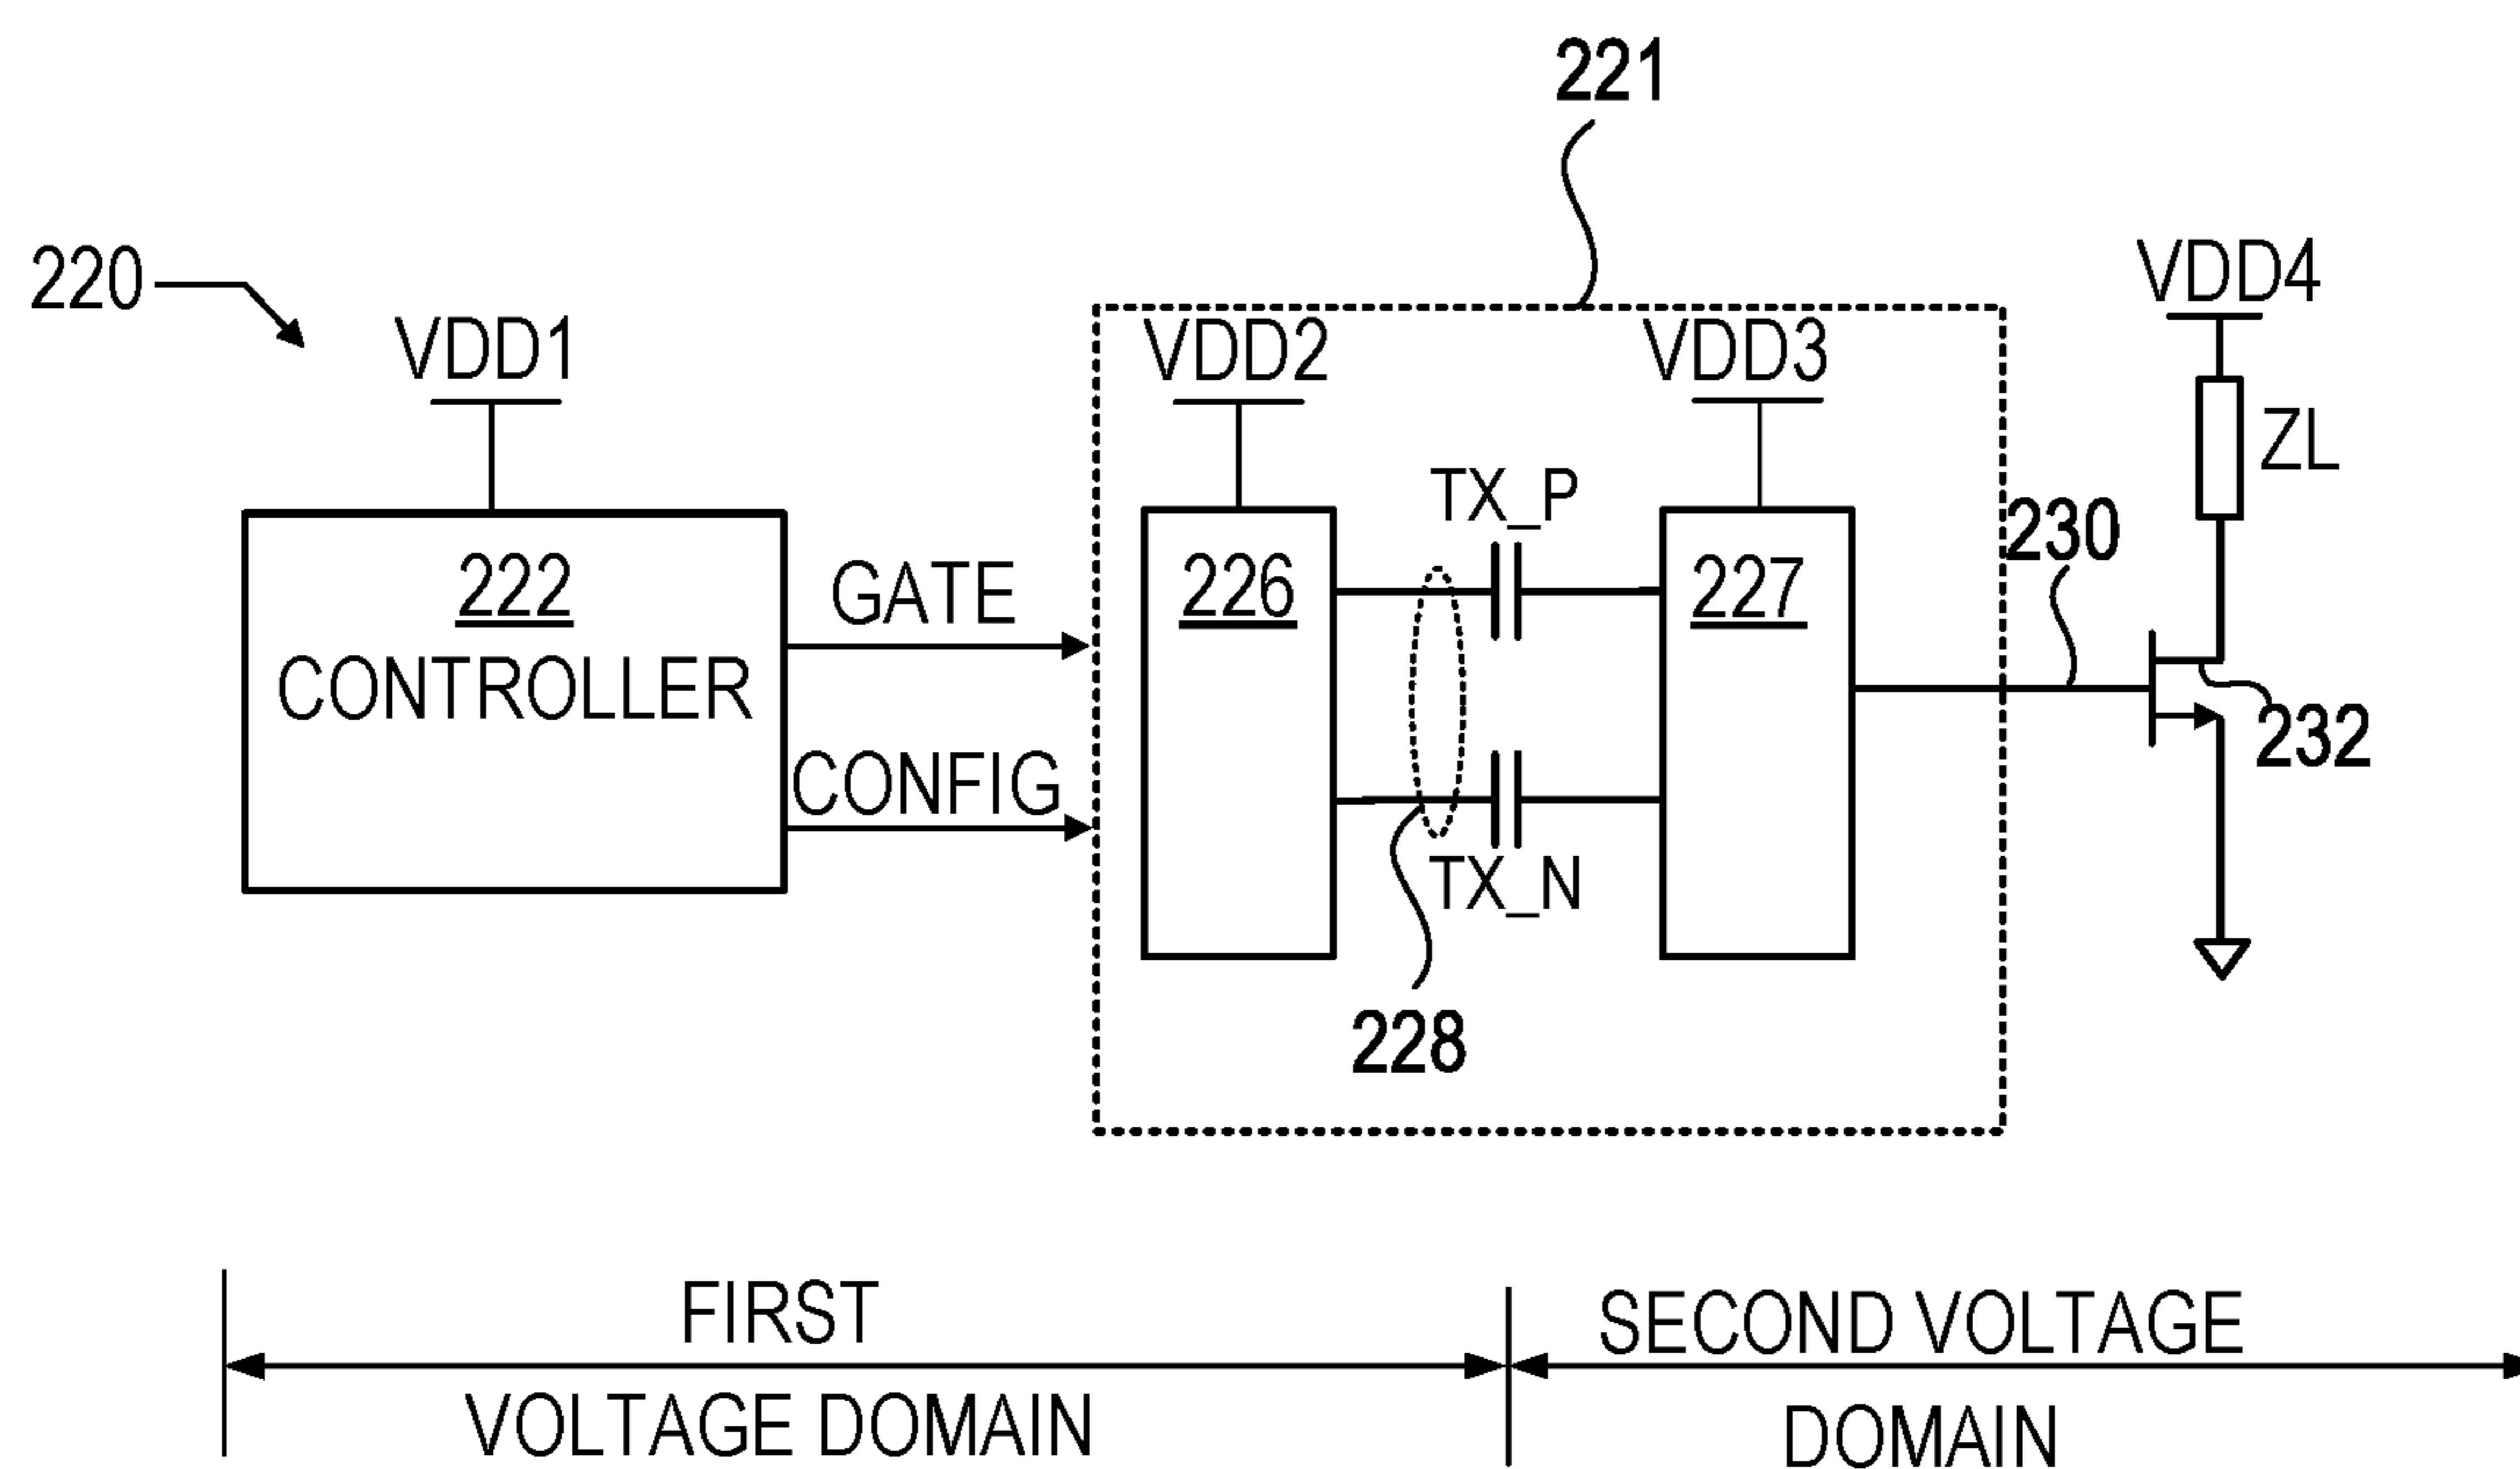 221
220
VDD1
VDD2
VDD3
VDD4
ZL
TX_P
230
222
CONTROLLER
GATE
CONFIG
226
227
232
TX_N
228
FIRST
VOLTAGE DOMAIN
SECOND VOLTAGE
DOMAIN